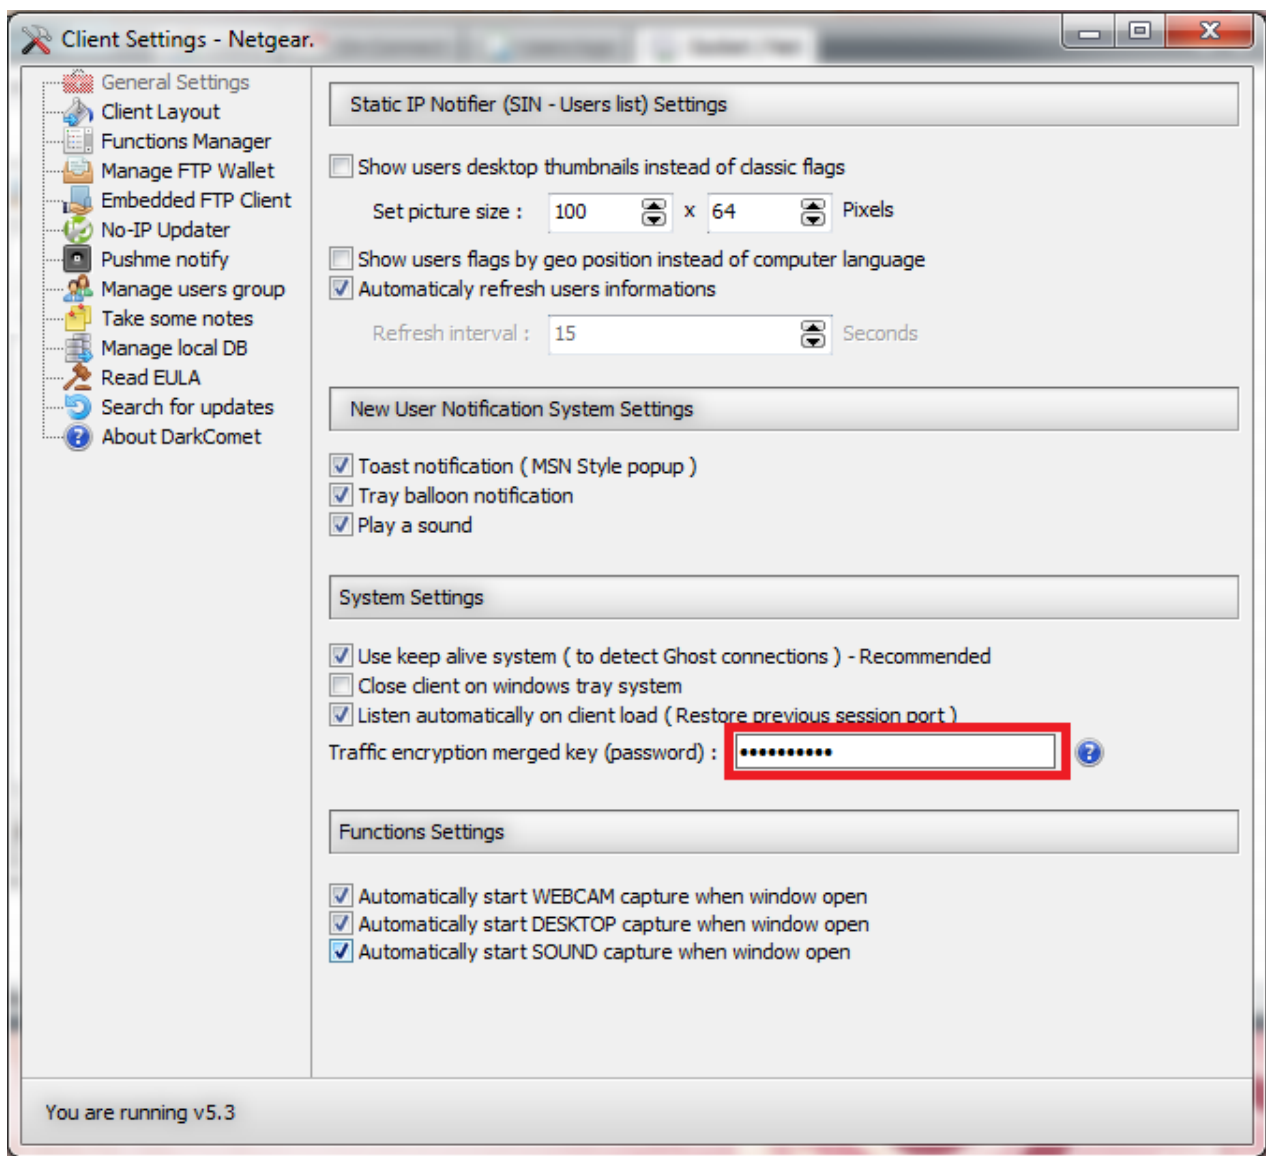 Client Settings - Netgear.
General Settings
Client Layout
Functions Manager
Manage FTP Wallet
Embedded FTP Client
No-IP Updater
Pushme notify
Manage users group
Take some notes
Manage local DB
Read EULA
Search for updates
About DarkComet
Static IP Notifier (SIN - Users list) Settings
Show users desktop thumbnails instead of classic flags
Set picture size : 100 x 64 Pixels
Show users flags by geo position instead of computer language
Automaticaly refresh users informations
Refresh interval : 15 Seconds
New User Notification System Settings
Toast notification ( MSN Style popup )
Tray balloon notification
Play a sound
System Settings
Use keep alive system ( to detect Ghost connections ) - Recommended
Close client on windows tray system
Listen automatically on client load ( Restore previous session port )
Traffic encryption merged key (password) : ••••••••••
Functions Settings
Automatically start WEBCAM capture when window open
Automatically start DESKTOP capture when window open
Automatically start SOUND capture when window open
You are running v5.3